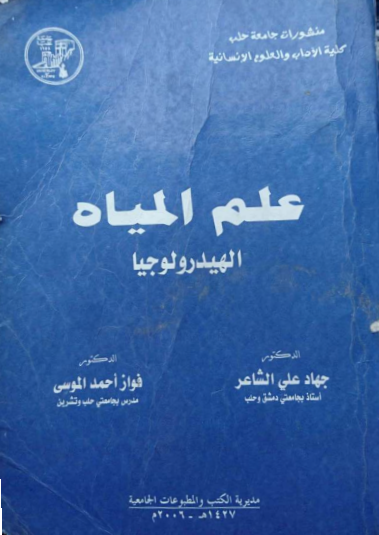 منشورات جامعة حلب
كلية الآداب والعلوم الإنسانية
علم المياه
الهيدرولوجيا
الدكتور
جهاد علي الشاعر
أستاذ بجامعتي دمشق وحلب
الدكتور
فواز أحمد الموسى
مدرس بجامعتي حلب وتشرين
مديرية الكتب والمطبوعات الجامعية
١٤٢٧هـ - ٢٠٠٦م